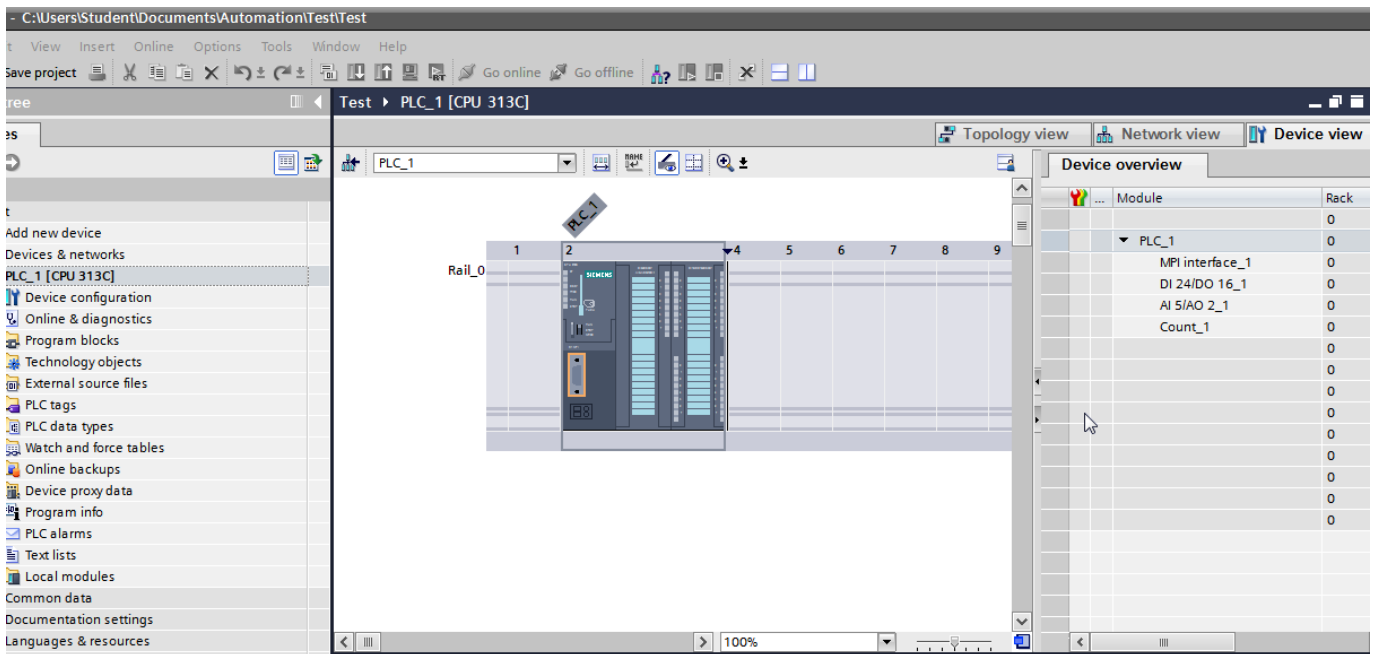 - C:\Users\Student\Documents\Automation\Test\Test
t View Insert Online Options Tools Window Help
Save project Go online Go offline
tree
Test PLC_1 [CPU 313C]
es
Topology view Network view Device view
PLC_1
Device overview
... Module Rack
t
Add new device
Devices & networks
PLC_1 [CPU 313C]
Device configuration
Online & diagnostics
Program blocks
Technology objects
External source files
PLC tags
PLC data types
Watch and force tables
Online backups
Device proxy data
Program info
PLC alarms
Text lists
Local modules
Common data
Documentation settings
Languages & resources
PLC_1
1 2 4 5 6 7 8 9
Rail_0
SIEMENS
100%
0
PLC_1 0
MPI interface_1 0
DI 24/DO 16_1 0
AI 5/AO 2_1 0
Count_1 0
0
0
0
0
0
0
0
0
0